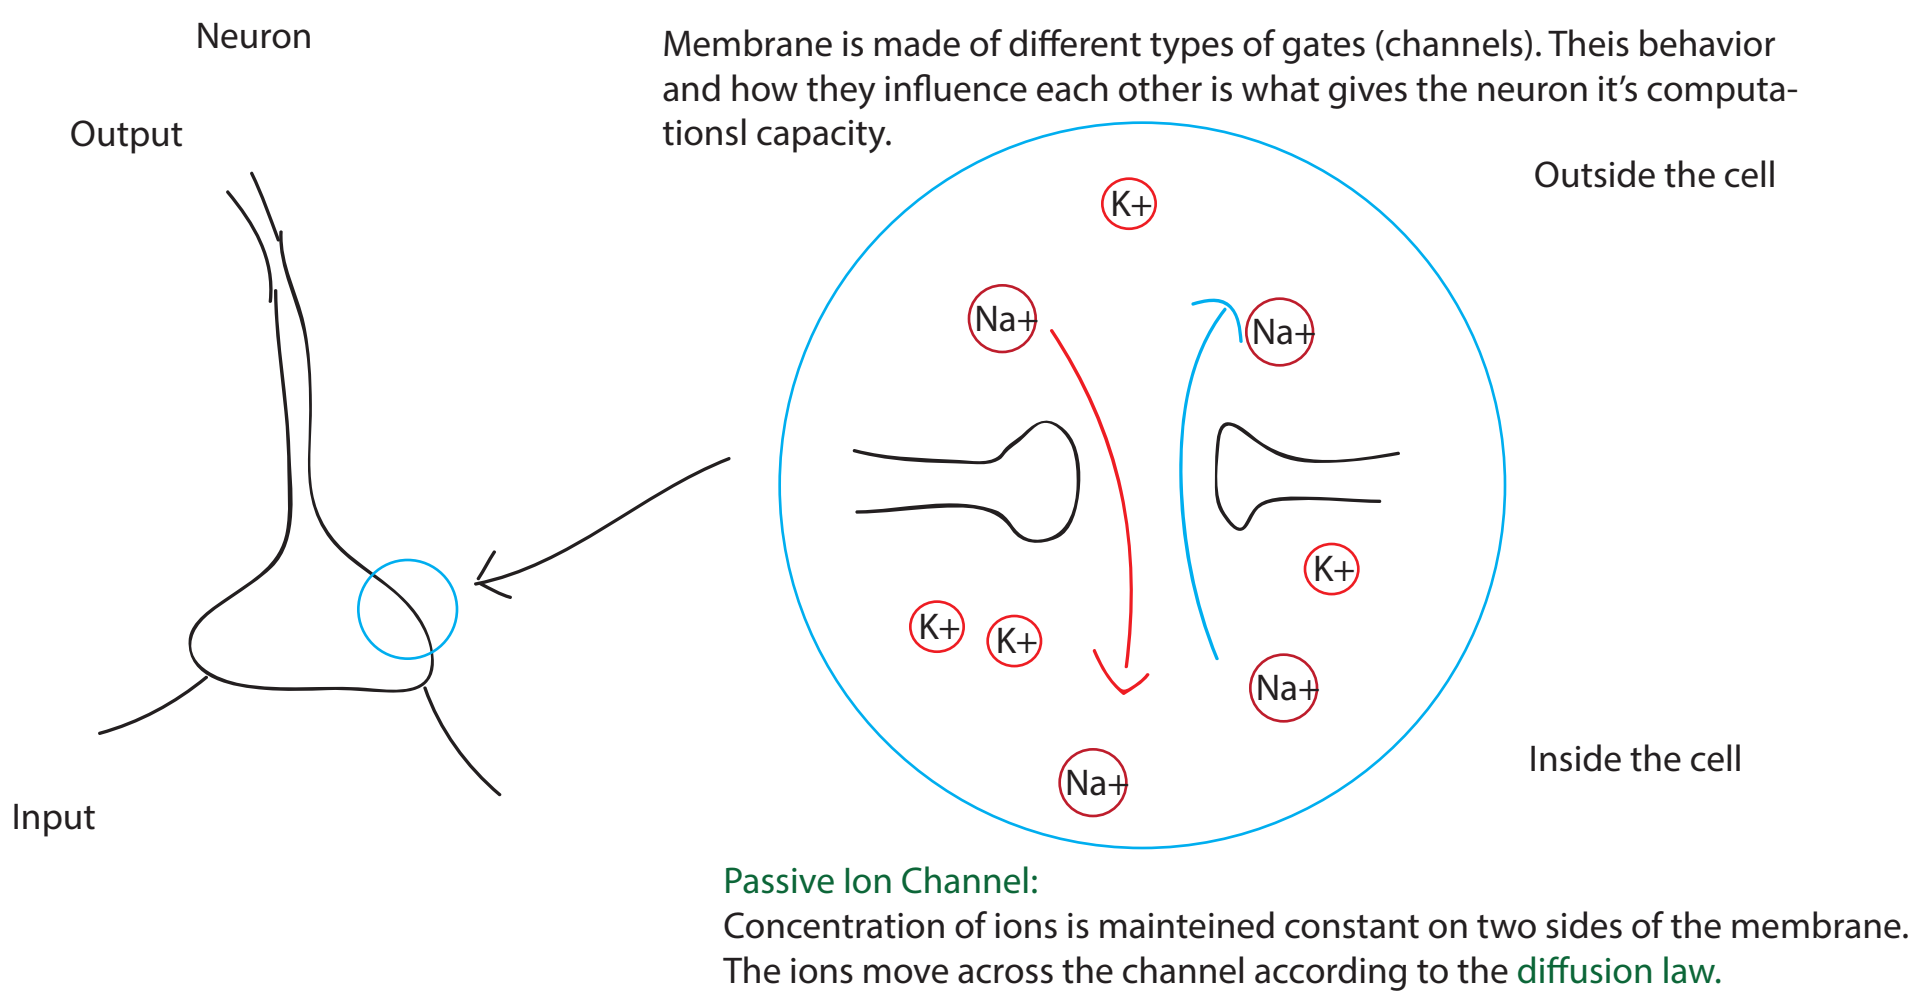 Neuron
Membrane is made of different types of gates (channels). Theis behavior
and how they influence each other is what gives the neuron it's computa-
tionsl capacity.
Output
Outside the cell
K+
Na+
Na+
K+
K+
K+
Na+
Na+
Inside the cell
Input
Passive Ion Channel:
Concentration of ions is mainteined constant on two sides of the membrane.
The ions move across the channel according to the diffusion law.